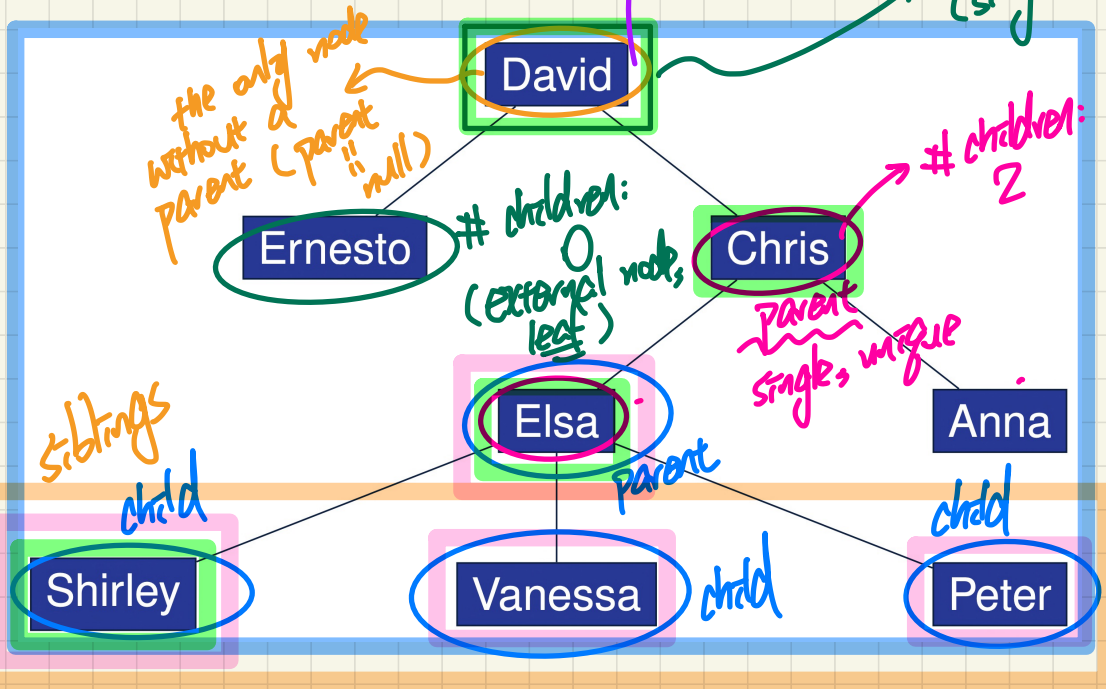 (si
David
the only node
without a
parent (parent
==
null)
# children:
2
Ernesto
# children:
0
(external node,
leaf)
Chris
parent
single, unique
Elsa
Anna
siblings
parent
child
child
Shirley
Vanessa
child
Peter